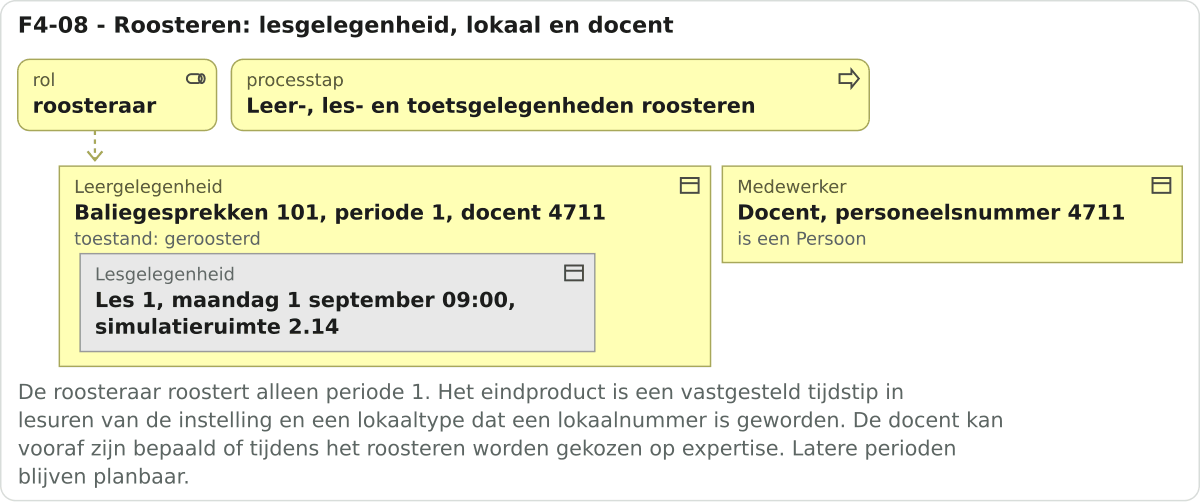 F4-08 - Roosteren: lesgelegenheid, lokaal en docent
rol
roosteraar
processtap
Leer-, les- en toetsgelegenheden roosteren
Leergelegenheid
Baliegesprekken 101, periode 1, docent 4711
toestand: geroosterd
Lesgelegenheid
Les 1, maandag 1 september 09:00,
simulatieruimte 2.14
Medewerker
Docent, personeelsnummer 4711
is een Persoon
De roosteraar roostert alleen periode 1. Het eindproduct is een vastgesteld tijdstip in
lesuren van de instelling en een lokaaltype dat een lokaalnummer is geworden. De docent kan
vooraf zijn bepaald of tijdens het roosteren worden gekozen op expertise. Latere perioden
blijven planbaar.